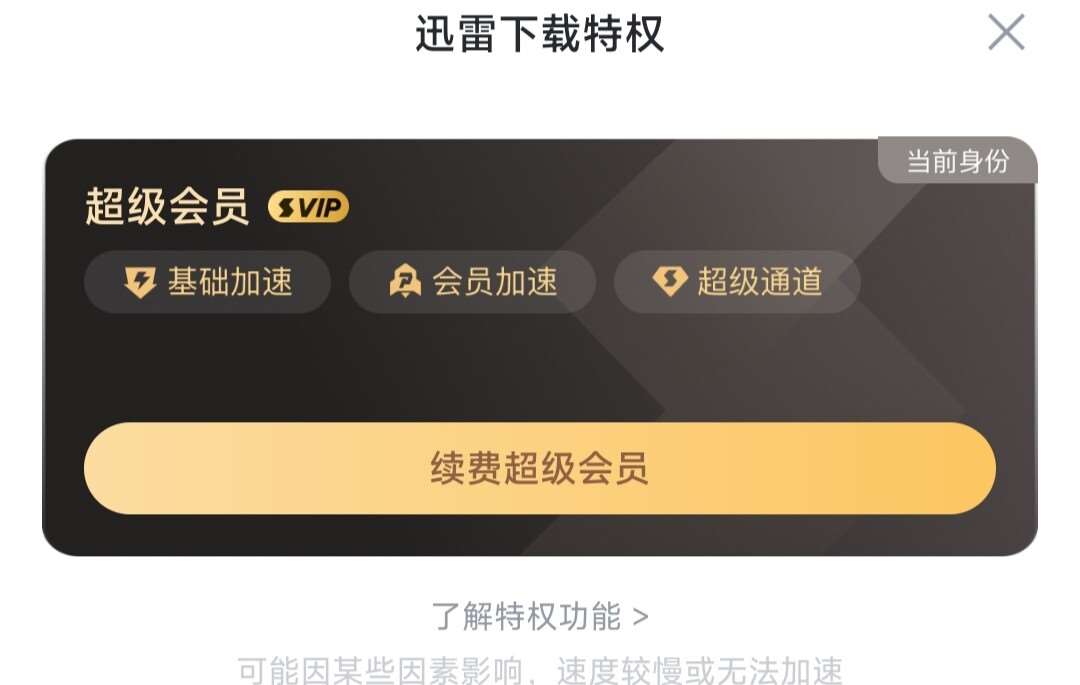 迅雷下载特权
当前身份
超级会员 SVIP
基础加速 会员加速 超级通道
续费超级会员
了解特权功能 >
可能因某些因素影响，速度较慢或无法加速